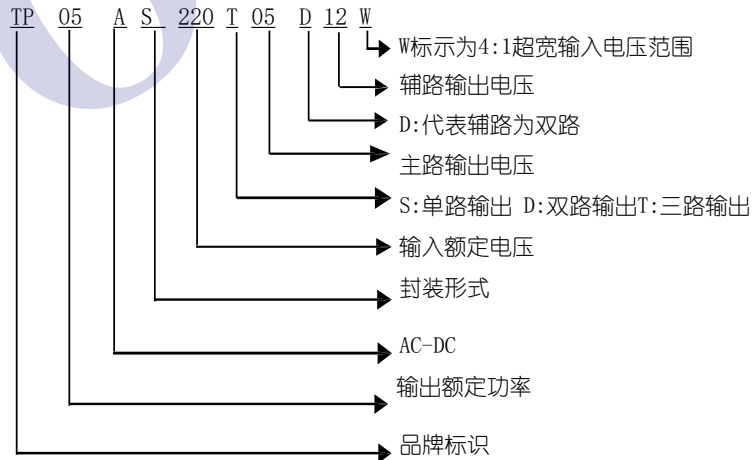 TP 05 A S 220 T 05 D 12 W
W标示为4:1超宽输入电压范围
辅路输出电压
D:代表辅路为双路
主路输出电压
S:单路输出 D:双路输出T:三路输出
输入额定电压
封装形式
AC-DC
输出额定功率
品牌标识